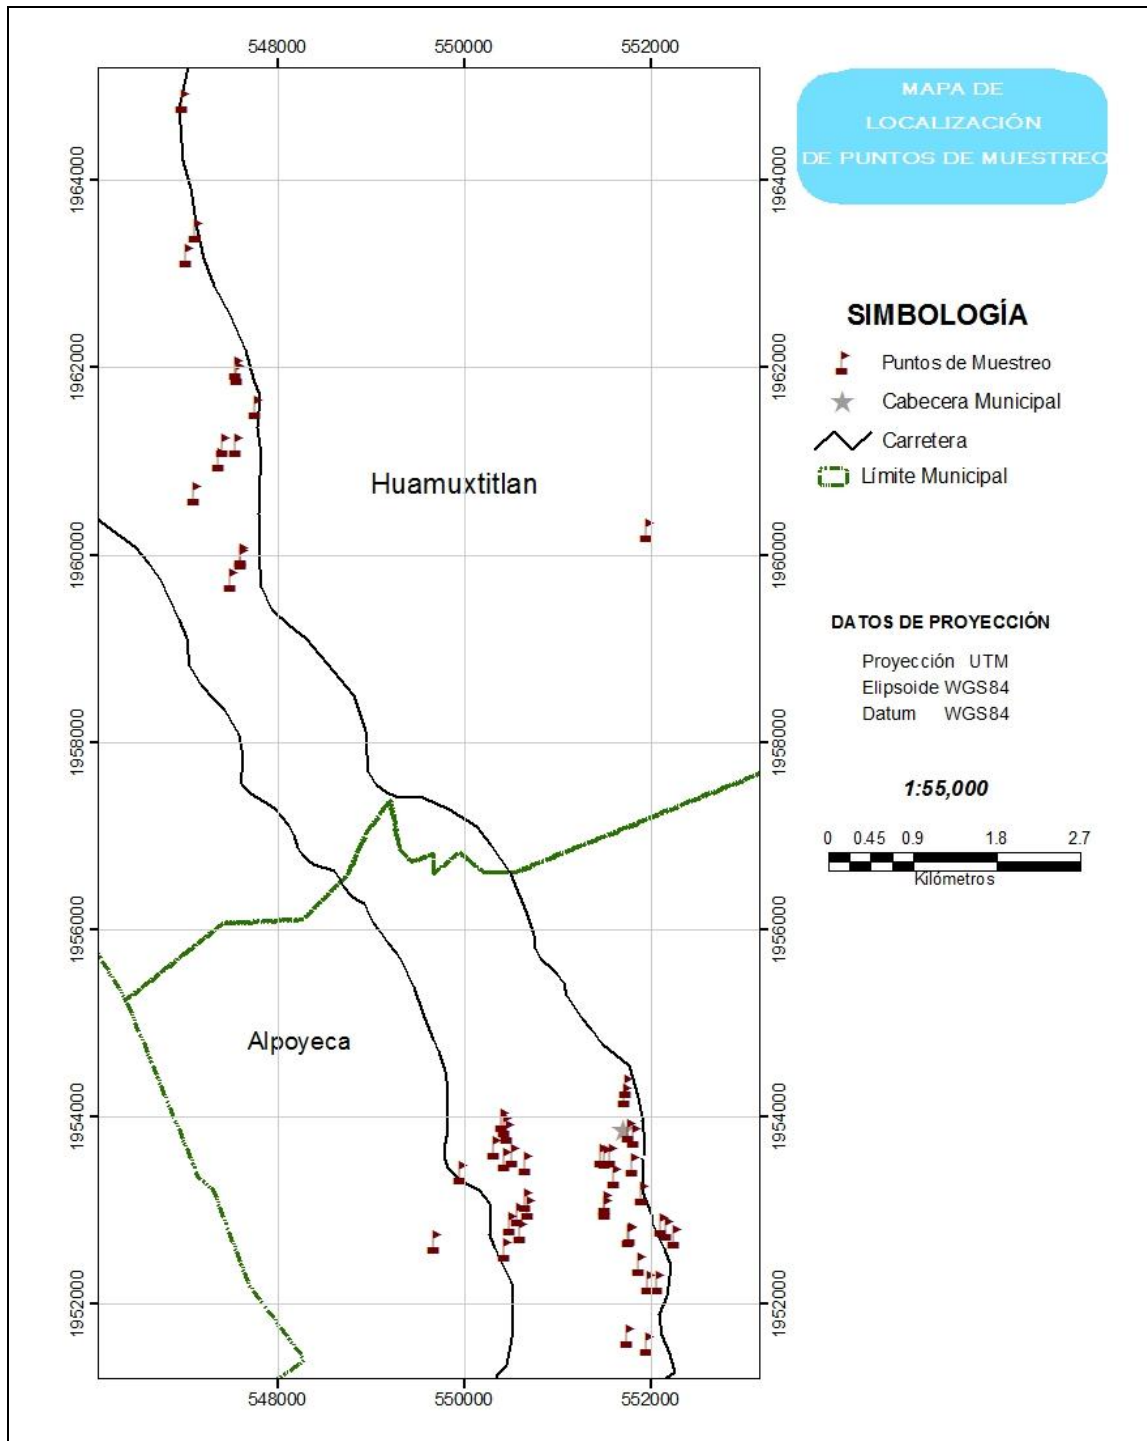 548000 550000 552000
MAPA DE
LOCALIZACIÓN
DE PUNTOS DE MUESTREO
1964000 1964000
SIMBOLOGÍA
Puntos de Muestreo
1962000 1962000
Cabecera Municipal
Carretera
Límite Municipal
Huamuxtitlan
1960000 1960000
DATOS DE PROYECCIÓN
Proyección UTM
Elipsoide WGS84
Datum WGS84
1958000 1958000
1:55,000
0 0.45 0.9 1.8 2.7
Kilómetros
1956000 1956000
Alpoyeca
1954000 1954000
1952000 1952000
548000 550000 552000